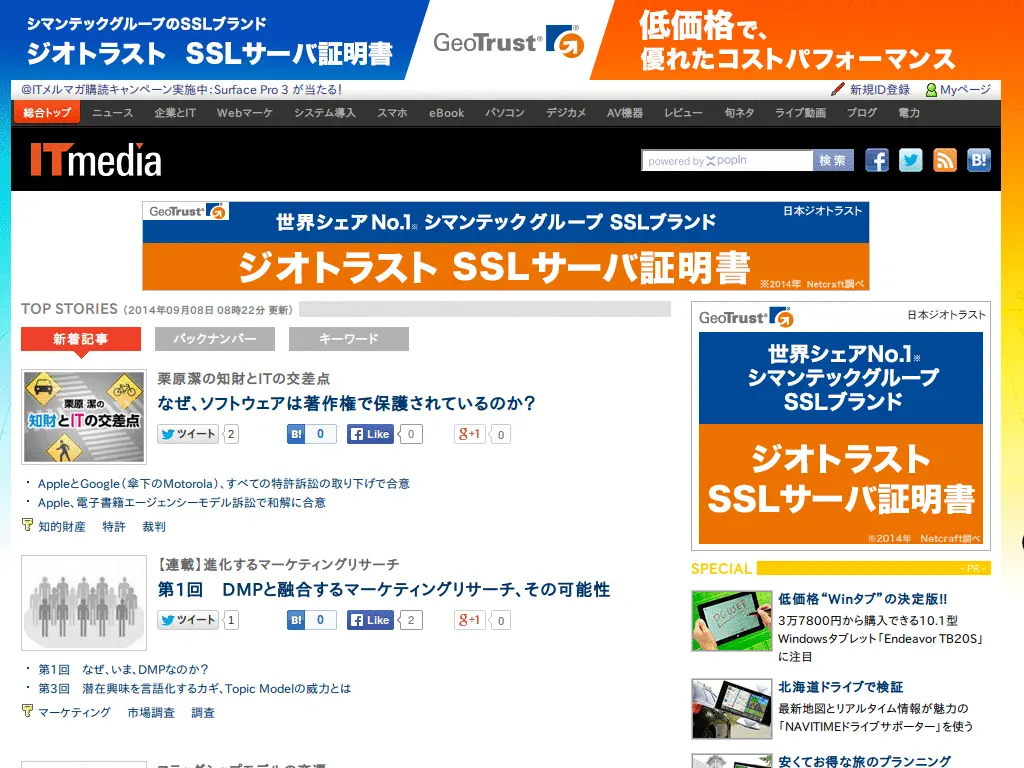 シマンテックグループのSSLブランド
ジオトラスト SSLサーバ証明書
GeoTrust®
低価格で、
優れたコストパフォーマンス
@ITメルマガ購読キャンペーン実施中:Surface Pro 3 が当たる!
新規ID登録
Myページ
総合トップ ニュース 企業とIT Webマーケ システム導入 スマホ eBook パソコン デジカメ AV機器 レビュー 旬ネタ ライブ動画 ブログ 電力
ITmedia
powered by popIn
検索
B!
GeoTrust®
世界シェアNo.1※ シマンテックグループ SSLブランド
日本ジオトラスト
ジオトラスト SSLサーバ証明書
※2014年 Netcraft調べ
TOP STORIES (2014年09月08日 08時22分 更新)
新着記事 バックナンバー キーワード
栗原 潔の
知財とITの交差点
栗原潔の知財とITの交差点
なぜ、ソフトウェアは著作権で保護されているのか?
ツイート 2 B! 0 Like 0 g+1 0
・ AppleとGoogle(傘下のMotorola)、すべての特許訴訟の取り下げで合意
・ Apple、電子書籍エージェンシーモデル訴訟で和解に合意
知的財産 特許 裁判
【連載】進化するマーケティングリサーチ
第1回 DMPと融合するマーケティングリサーチ、その可能性
ツイート 1 B! 0 Like 2 g+1 0
・ 第1回 なぜ、いま、DMPなのか?
・ 第3回 潜在興味を言語化するカギ、Topic Modelの威力とは
マーケティング 市場調査 調査
GeoTrust®
日本ジオトラスト
世界シェアNo.1※
シマンテックグループ
SSLブランド
ジオトラスト
SSLサーバ証明書
※2014年 Netcraft調べ
SPECIAL
- PR -
低価格“Winタブ”の決定版!!
3万7800円から購入できる10.1型
Windowsタブレット「Endeavor TB20S」
に注目
北海道ドライブで検証
最新地図とリアルタイム情報が魅力の
「NAVITIMEドライブサポーター」を使う
安くてお得な旅のプランニング